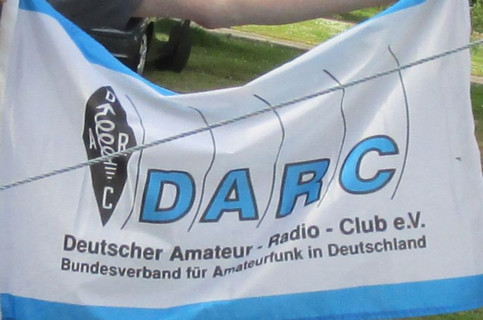 D
A R
C
DARC
Deutscher Amateur - Radio - Club e.V.
Bundesverband für Amateurfunk in Deutschland